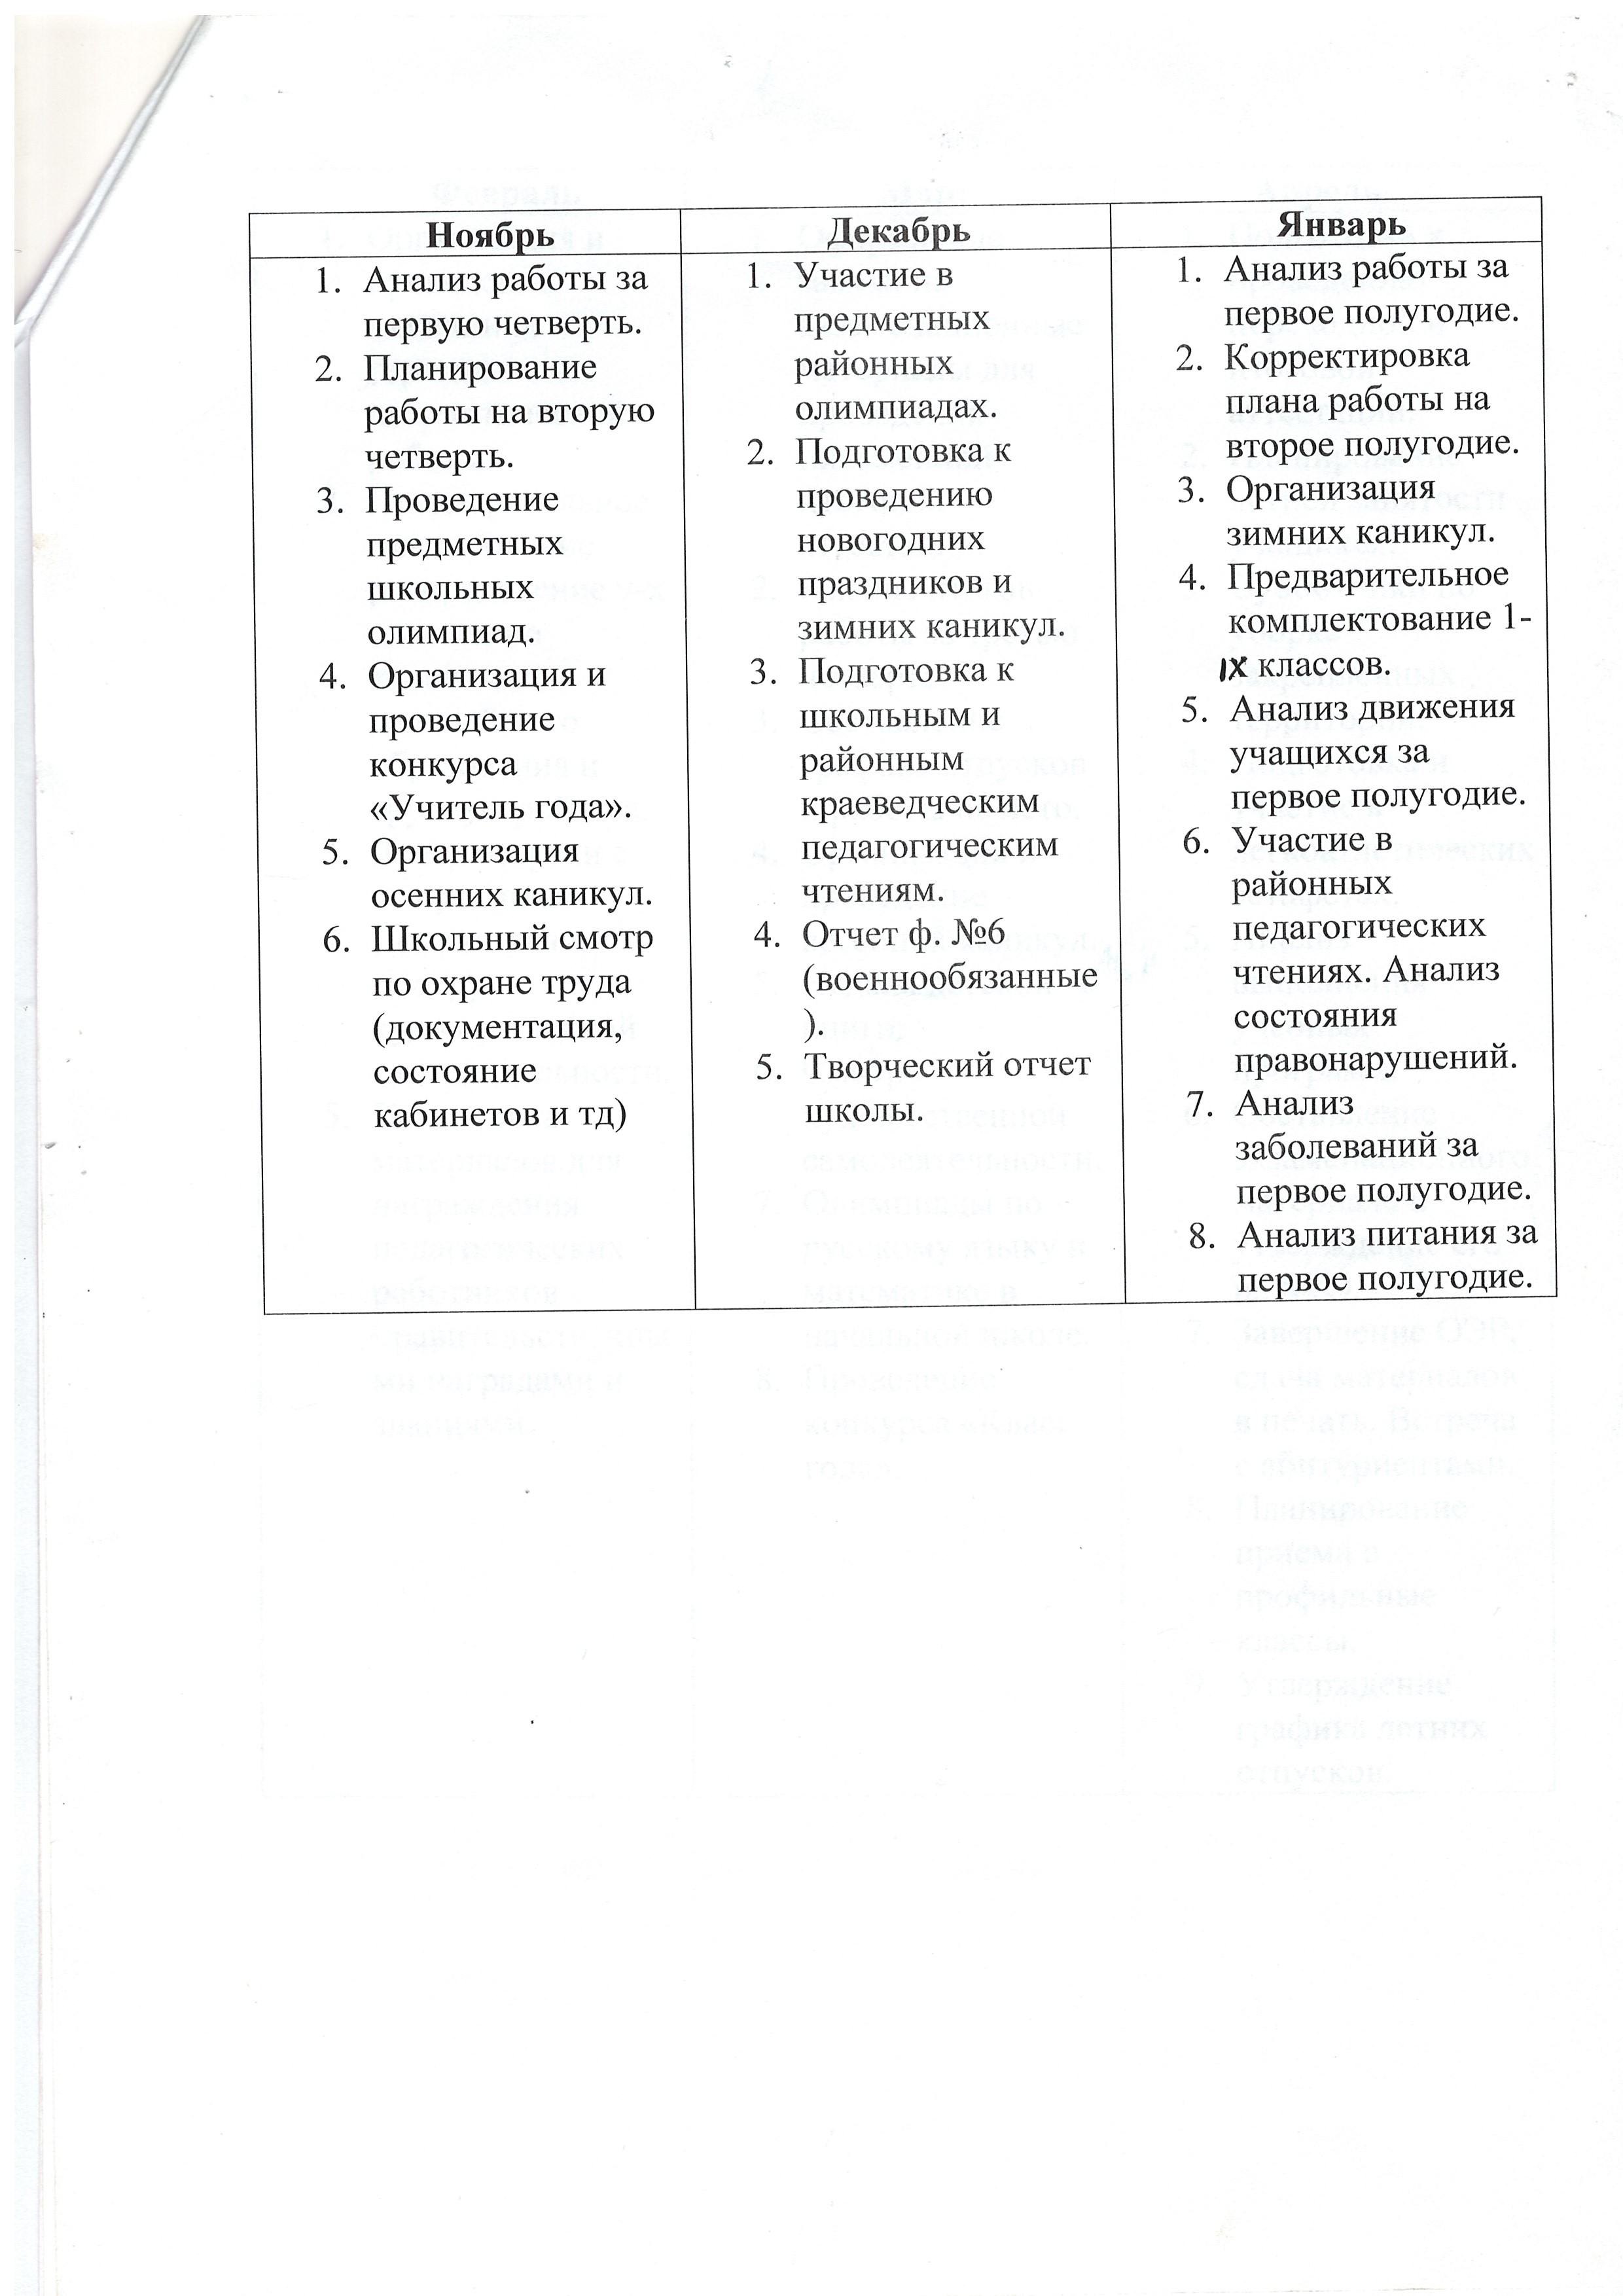 Ноябрь
1. Анализ работы за
первую четверть.
2. Планирование
работы на вторую
четверть.
3. Проведение
предметных
школьных
олимпиад.
4. Организация и
проведение
конкурса
«Учитель года».
5. Организация
осенних каникул.
6. Школьный смотр
по охране труда
(документация,
состояние
кабинетов и тд)
Декабрь
1. Участие в
предметных
районных
олимпиадах.
2. Подготовка к
проведению
новогодних
праздников и
зимних каникул.
3. Подготовка к
школьным и
районным
краеведческим
педагогическим
чтениям.
4. Отчет ф. №6
(военнообязанные
).
5. Творческий отчет
школы.
Январь
1. Анализ работы за
первое полугодие.
2. Корректировка
плана работы на
второе полугодие.
3. Организация
зимних каникул.
4. Предварительное
комплектование 1-
IX классов.
5. Анализ движения
учащихся за
первое полугодие.
6. Участие в
районных
педагогических
чтениях. Анализ
состояния
правонарушений.
7. Анализ
заболеваний за
первое полугодие.
8. Анализ питания за
первое полугодие.